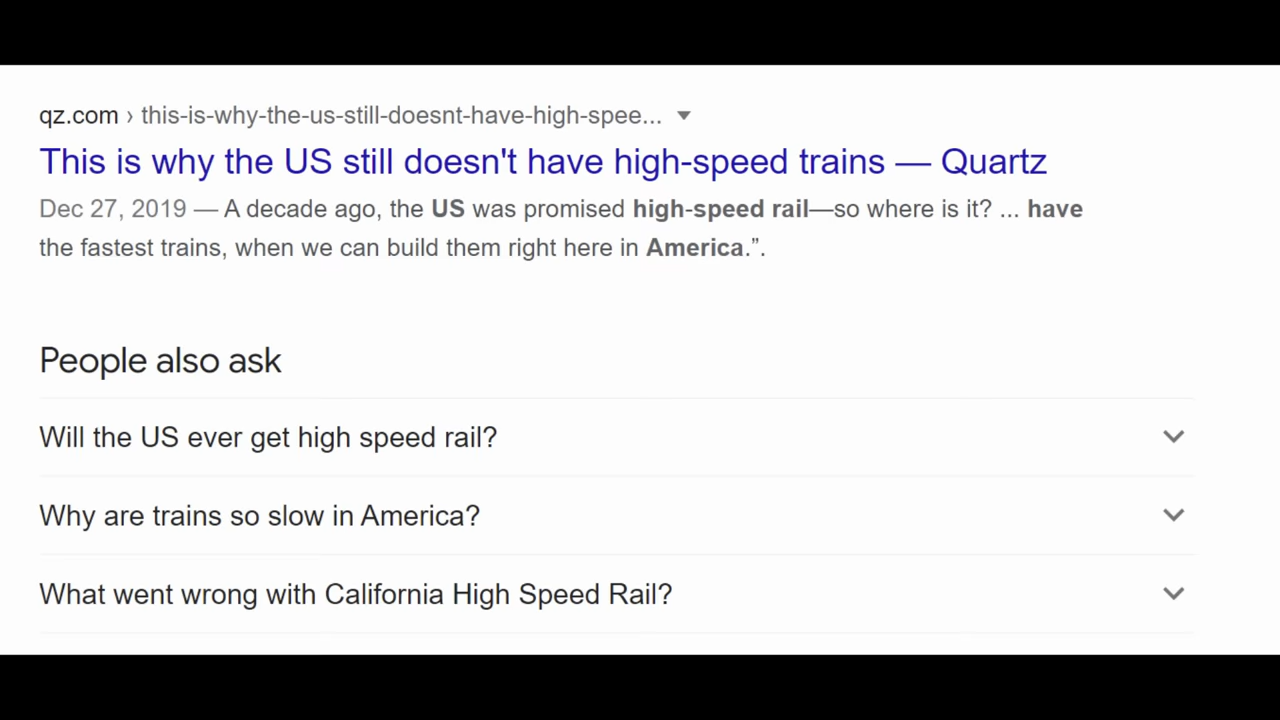 qz.com › this-is-why-the-us-still-doesnt-have-high-spee...
This is why the US still doesn't have high-speed trains — Quartz
Dec 27, 2019 — A decade ago, the US was promised high-speed rail—so where is it? ... have
the fastest trains, when we can build them right here in America.”.
People also ask
Will the US ever get high speed rail?
Why are trains so slow in America?
What went wrong with California High Speed Rail?